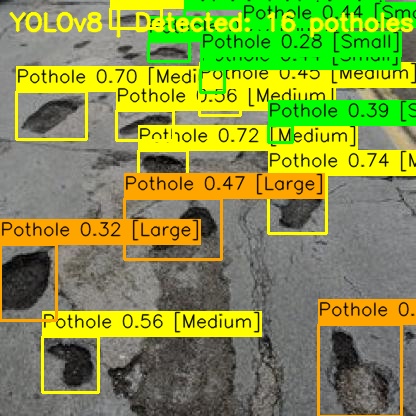 YOLOv8 | Detected: 16 potholes
Pothole 0.44 [Sma
Pothole 0.28 [Small]
Pothole 0.70 [Medi
0.45 [Medium]
Pothole 0.56 [Medium]
Pothole 0.39 [S
Pothole 0.72 [Medium]
Pothole 0.74 [M
Pothole 0.47 [Large]
Pothole 0.32 [Large]
Pothole 0.
Pothole 0.56 [Medium]